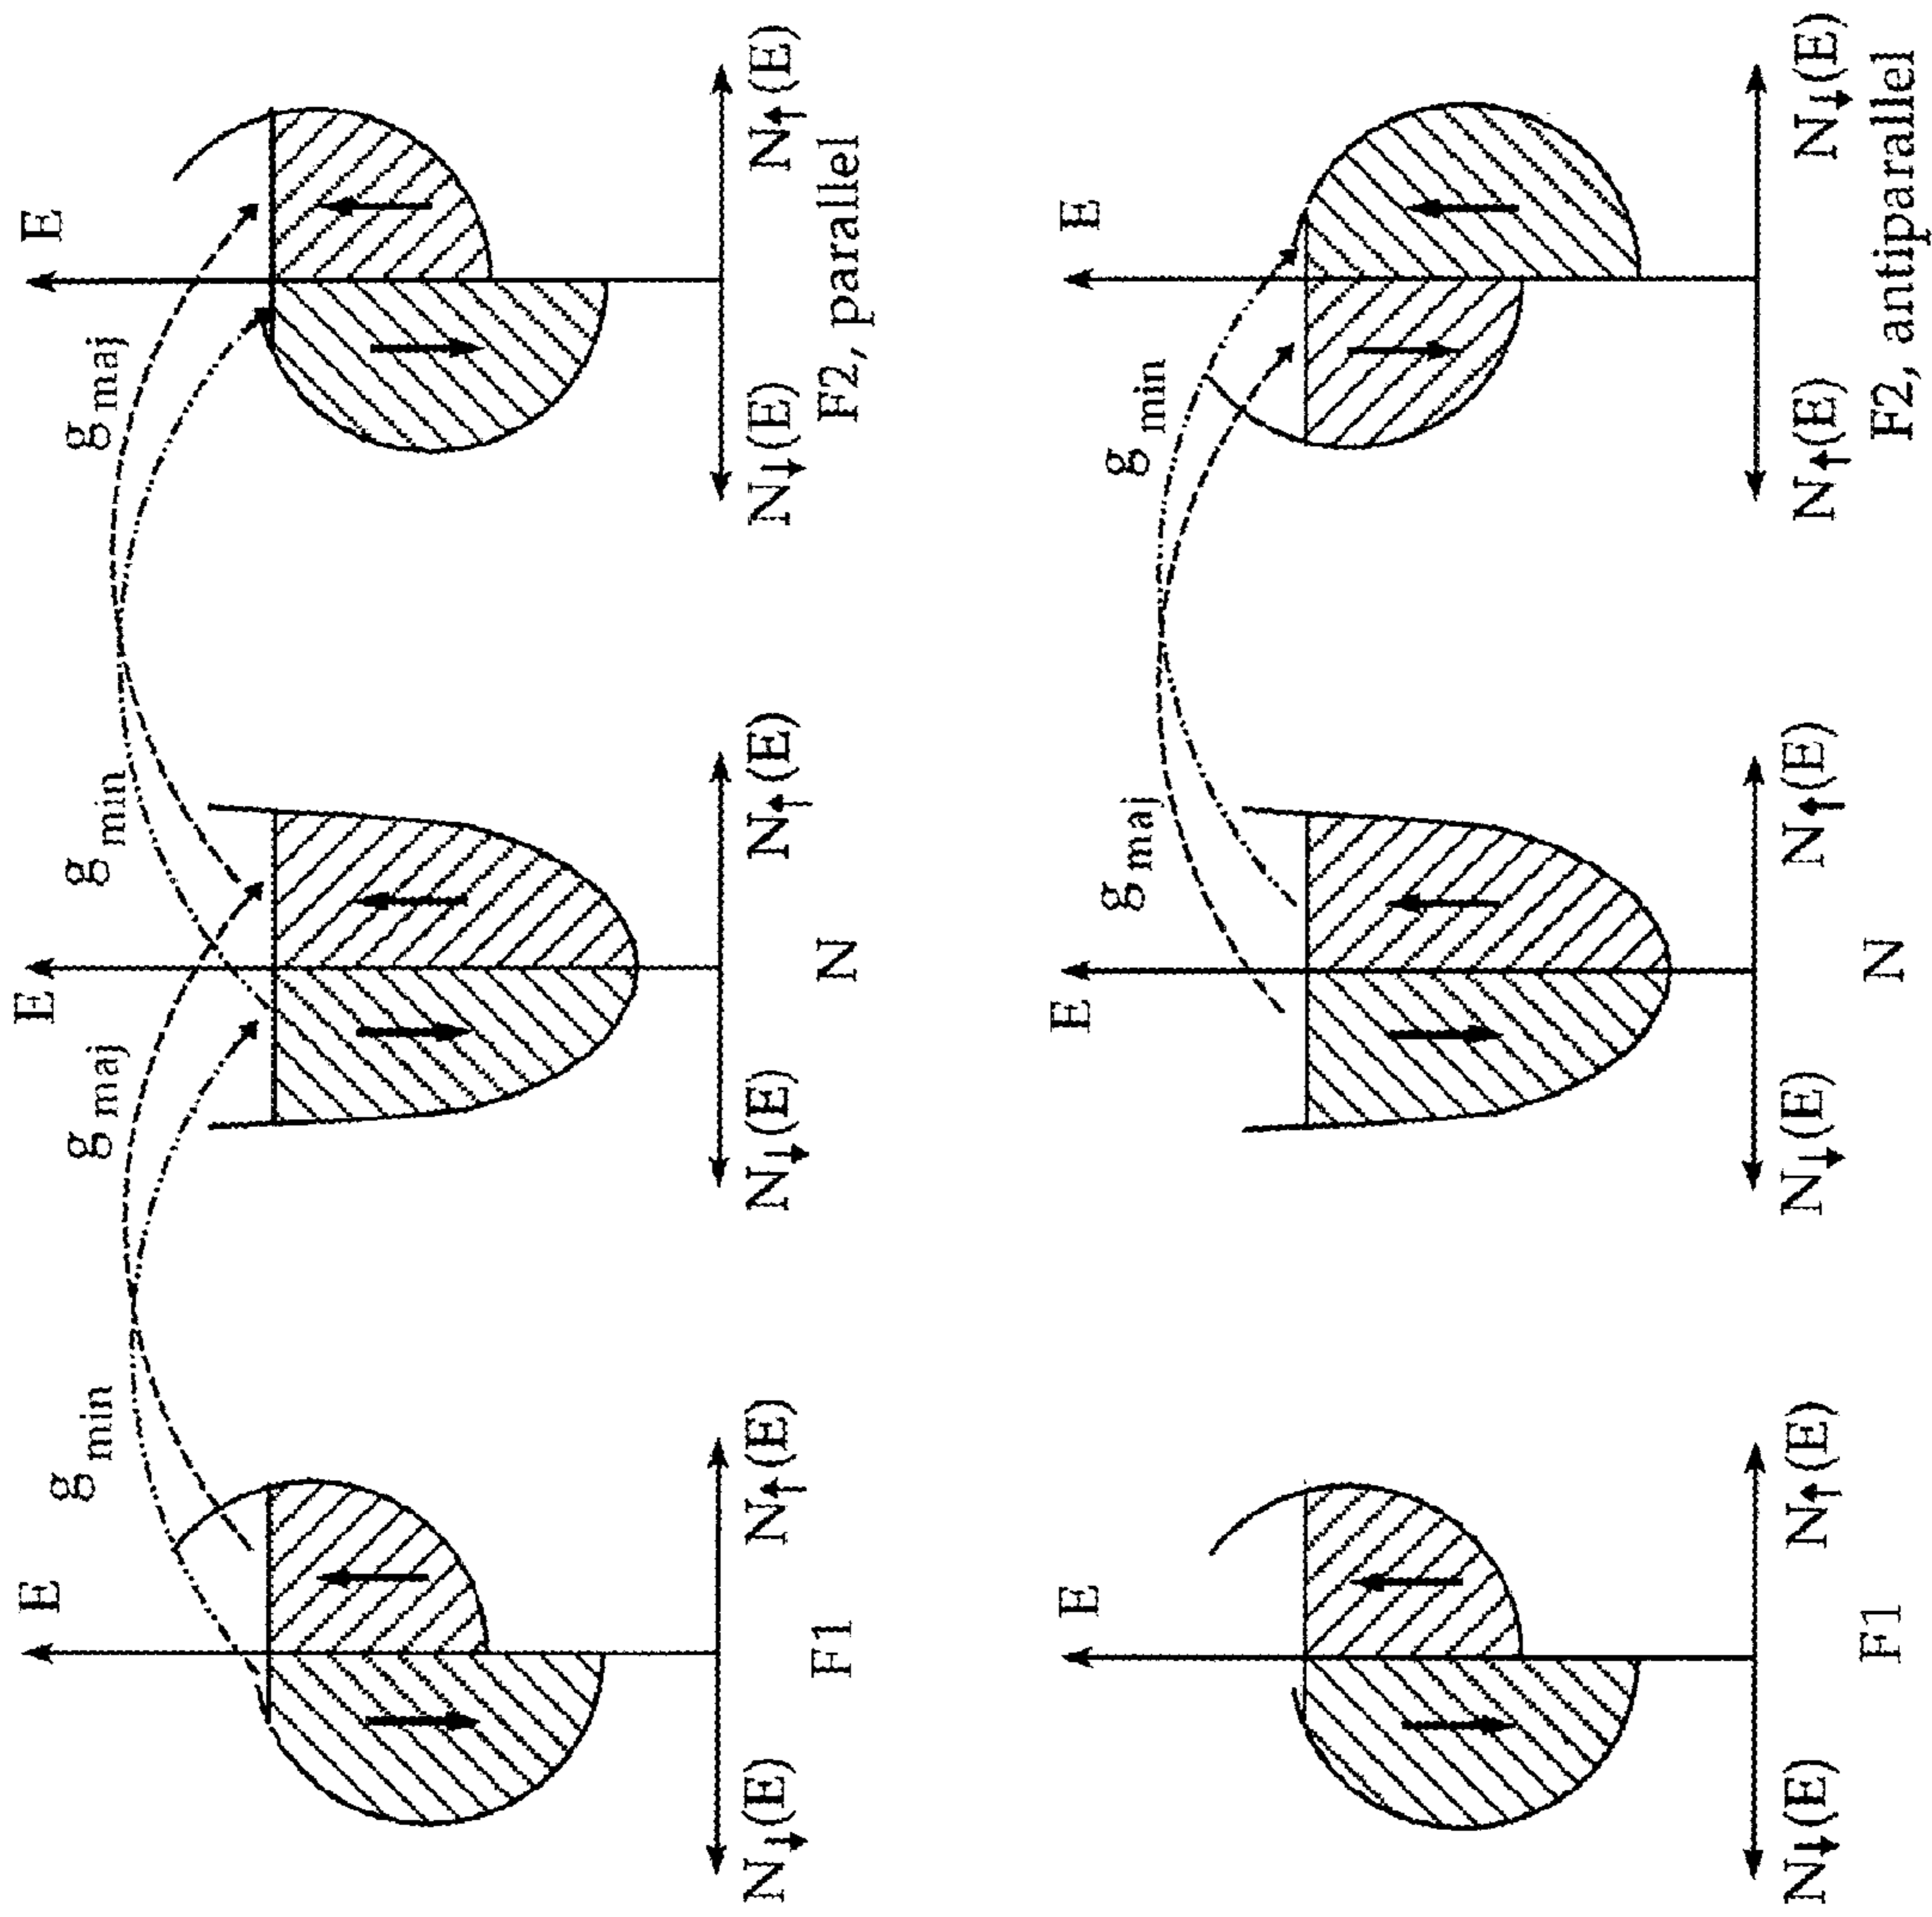 E E E
g min g maj g min g maj
N↓(E) N↑(E) N↓(E) N↑(E) N↓(E) N↑(E)
F1 N F2, parallel
E E E
g maj g min
N↓(E) N↑(E) N↓(E) N↑(E) N↑(E) N↓(E)
F1 N F2, antiparallel